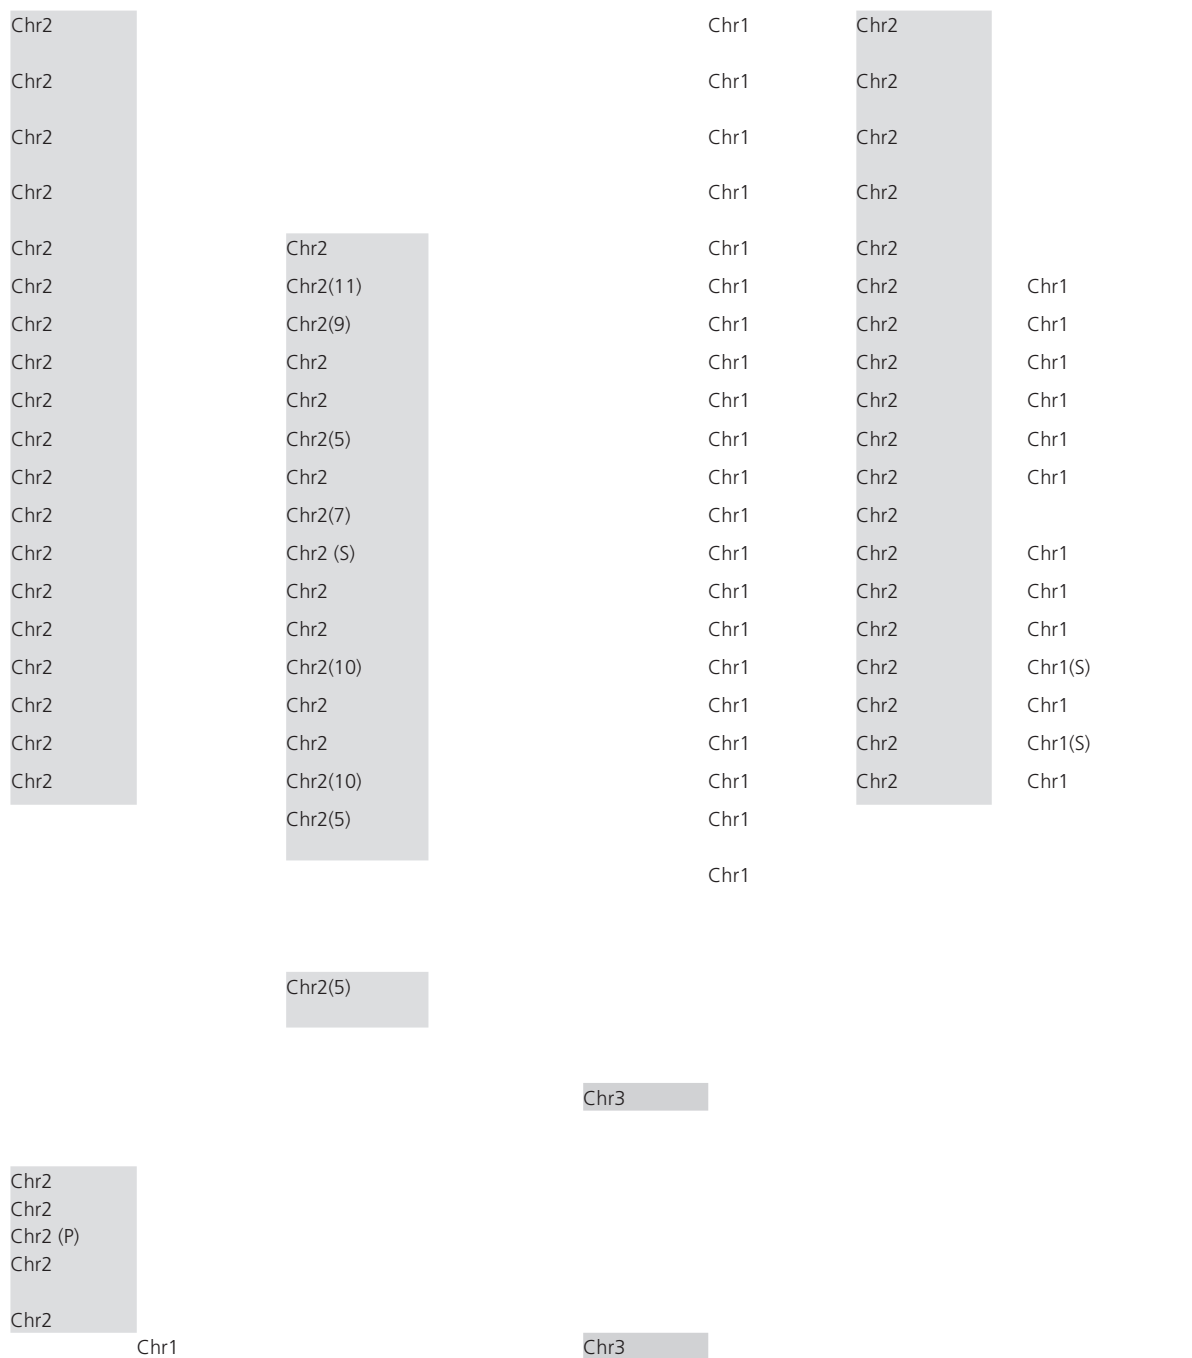 Chr2 Chr1 Chr2
Chr2 Chr1 Chr2
Chr2 Chr1 Chr2
Chr2 Chr1 Chr2
Chr2 Chr2 Chr1 Chr2
Chr2 Chr2(11) Chr1 Chr2 Chr1
Chr2 Chr2(9) Chr1 Chr2 Chr1
Chr2 Chr2 Chr1 Chr2 Chr1
Chr2 Chr2 Chr1 Chr2 Chr1
Chr2 Chr2(5) Chr1 Chr2 Chr1
Chr2 Chr2 Chr1 Chr2 Chr1
Chr2 Chr2(7) Chr1 Chr2
Chr2 Chr2 (S) Chr1 Chr2 Chr1
Chr2 Chr2 Chr1 Chr2 Chr1
Chr2 Chr2 Chr1 Chr2 Chr1
Chr2 Chr2(10) Chr1 Chr2 Chr1(S)
Chr2 Chr2 Chr1 Chr2 Chr1
Chr2 Chr2 Chr1 Chr2 Chr1(S)
Chr2 Chr2(10) Chr1 Chr2 Chr1
Chr2(5) Chr1
Chr1
Chr2(5)
Chr3
Chr2
Chr2
Chr2 (P)
Chr2
Chr2
Chr1 Chr3